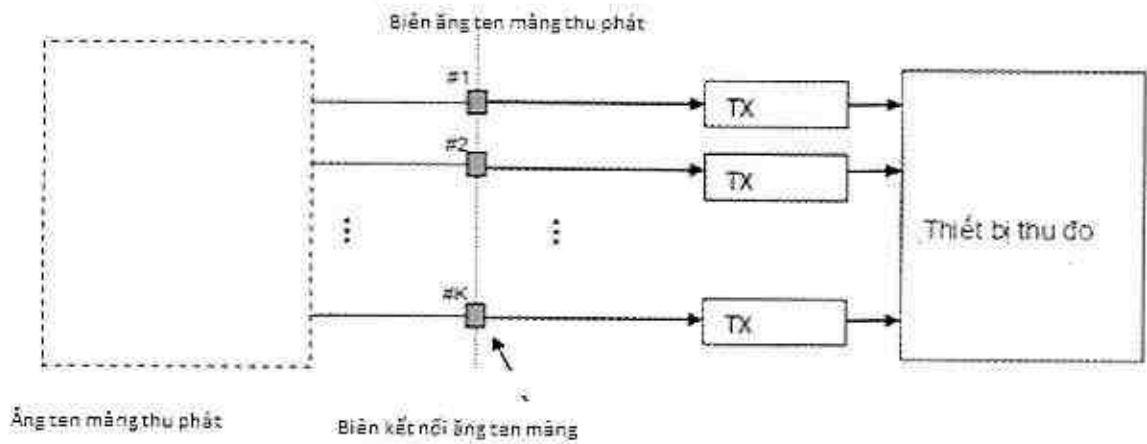 Biên ăng ten mảng thu phát
#1
TX
#2
TX
Thiết bị thu đo
#K
TX
Ăng ten mảng thu phát
Biên kết nối ăng ten mảng